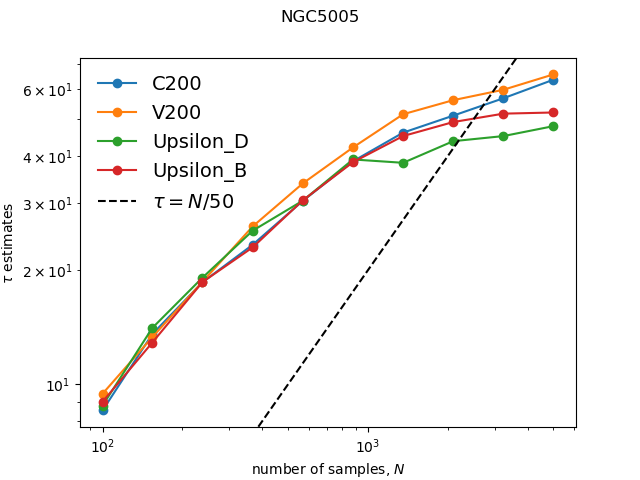 NGC5005
C200
V200
Upsilon_D
Upsilon_B
τ = N/50
6 × 10¹
4 × 10¹
3 × 10¹
2 × 10¹
10¹
τ estimates
10² 10³
number of samples, N